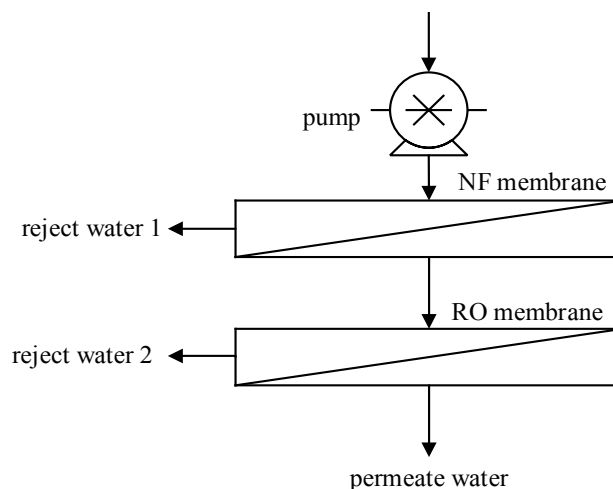 pump
NF membrane
reject water 1
RO membrane
reject water 2
permeate water